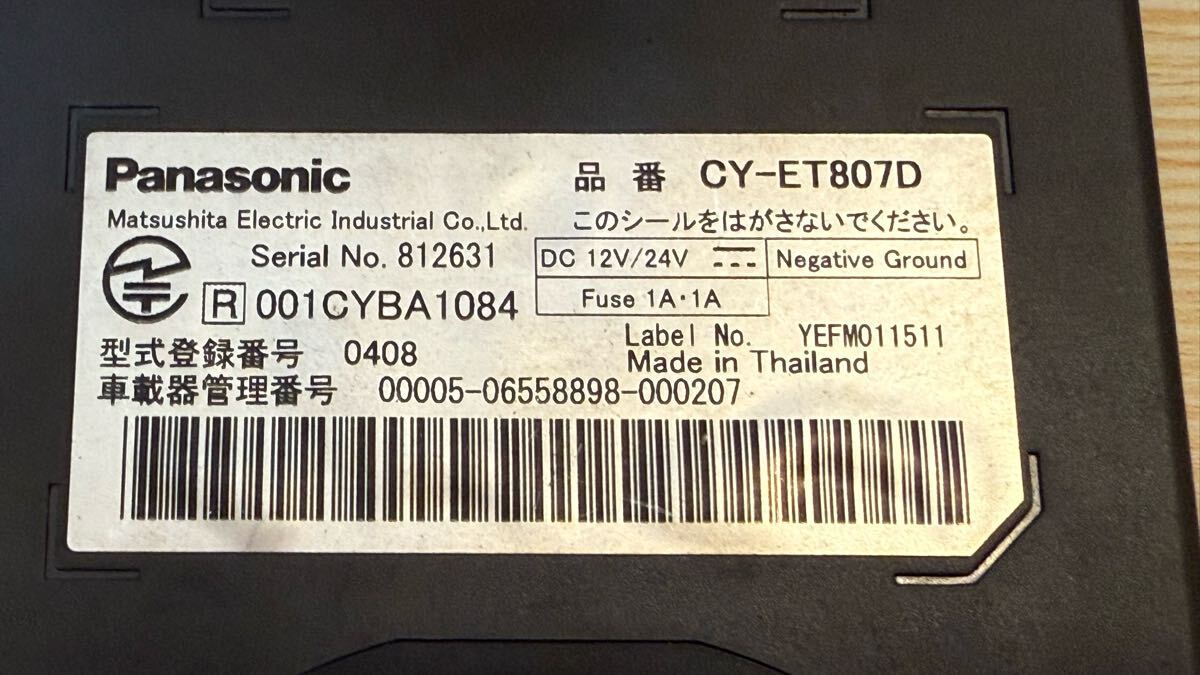 Panasonic 品 番 CY-ET807D
Matsushita Electric Industrial Co.,Ltd. このシールをはがさないでください。
Serial No. 812631 DC 12V/24V Negative Ground
R 001CYBA1084 Fuse 1A・1A
Label No. YEFM011511
型式登録番号 0408 Made in Thailand
車載器管理番号 00005-06558898-000207